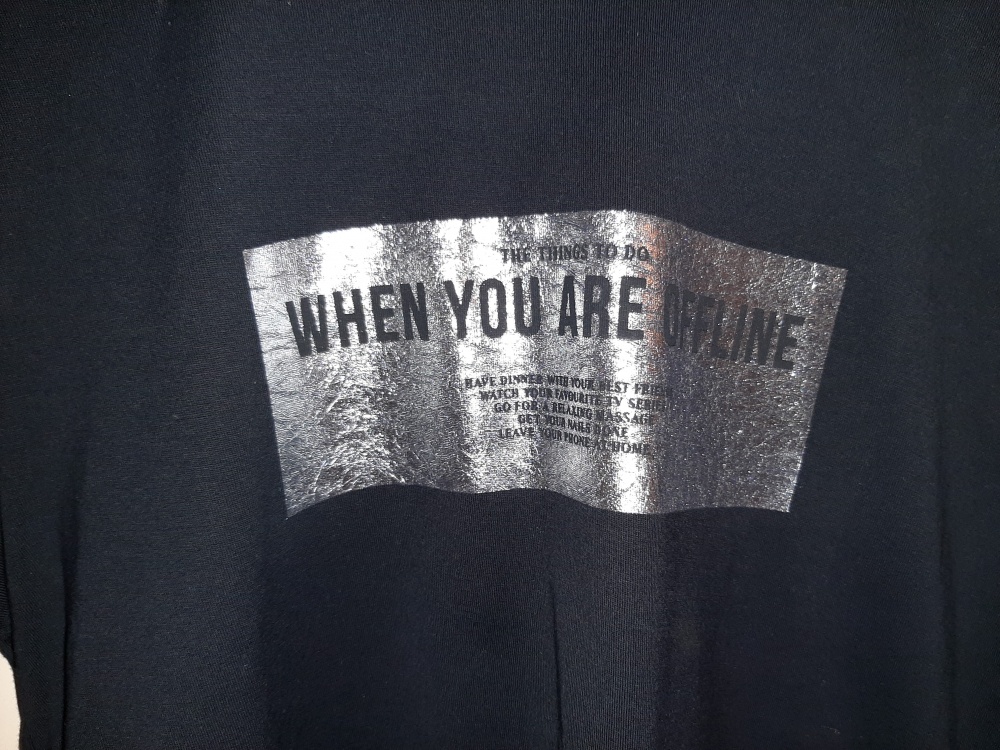 THE THINGS TO DO
WHEN YOU ARE OFFLINE
HAVE DINNER WITH YOUR BEST FRIEND
WATCH YOUR FAVOURITE TV SERIE
GO FOR A RELAXING MASSAGE
GET YOUR NAILS DONE
LEAVE YOUR PHONE AT HOME